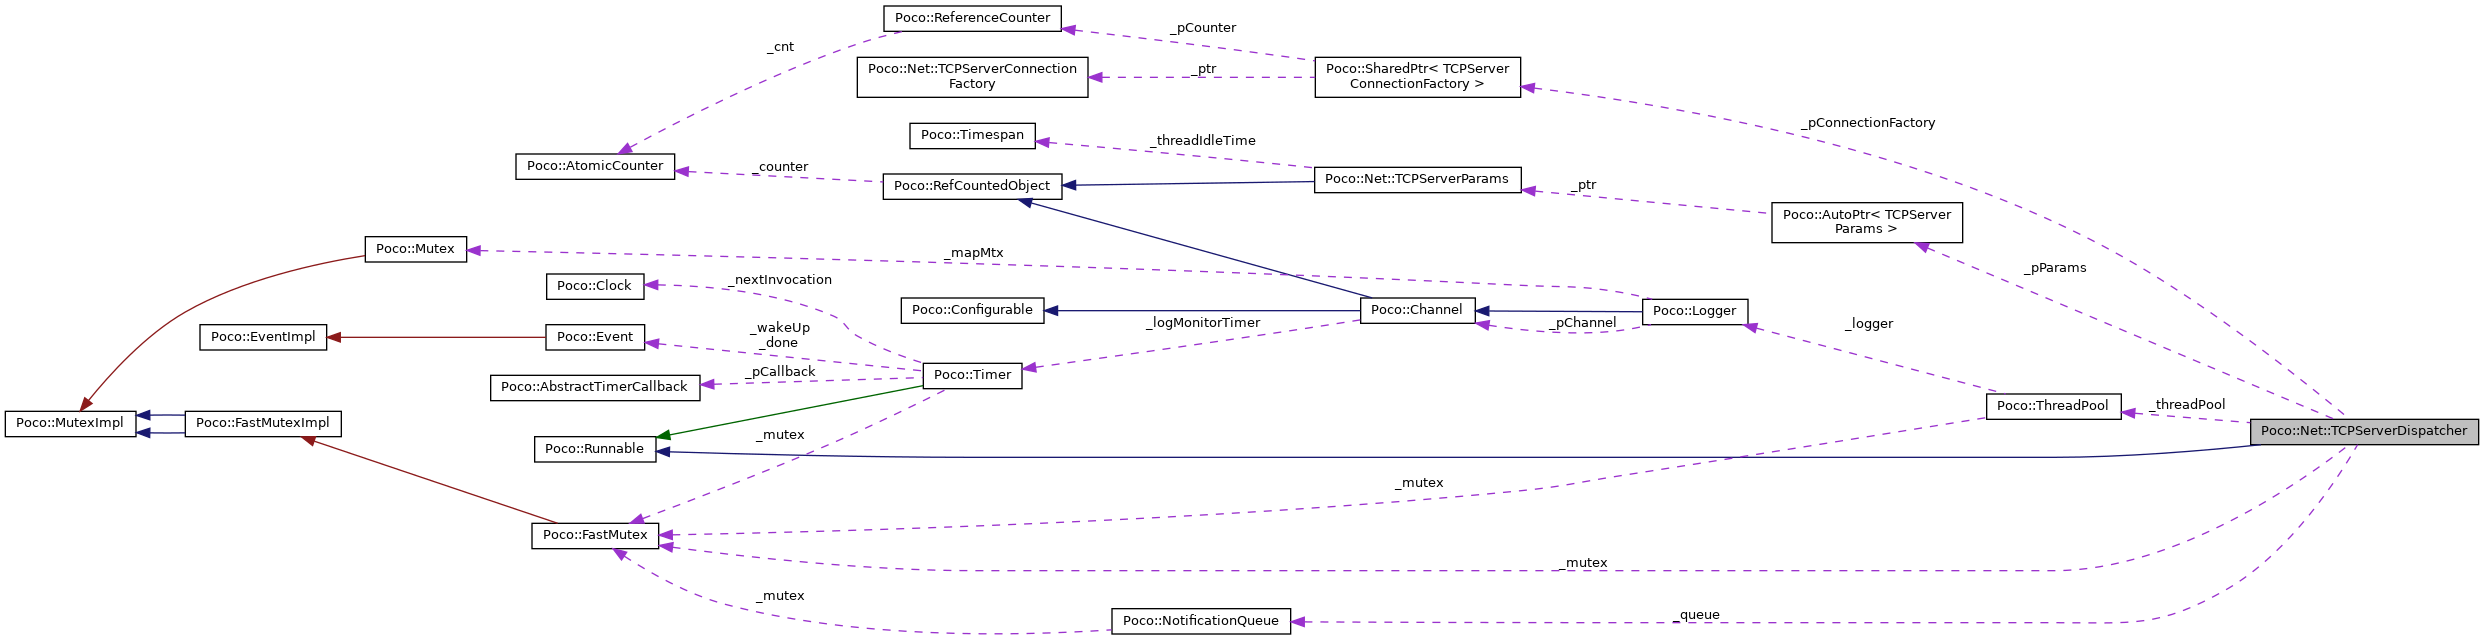 Poco::ReferenceCounter
_pCounter
_cnt
Poco::Net::TCPServerConnection
Factory
_ptr
Poco::SharedPtr< TCPServer
ConnectionFactory >
_pConnectionFactory
Poco::Timespan
_threadIdleTime
Poco::AtomicCounter
_counter
Poco::RefCountedObject
Poco::Net::TCPServerParams
_ptr
Poco::AutoPtr< TCPServer
Params >
Poco::Mutex
_mapMtx
_pParams
Poco::Clock
_nextInvocation
Poco::Configurable
Poco::Channel
Poco::Logger
_pChannel
_logger
_logMonitorTimer
Poco::EventImpl
Poco::Event
_wakeUp
_done
_pCallback
Poco::Timer
Poco::AbstractTimerCallback
Poco::ThreadPool
_threadPool
Poco::MutexImpl
Poco::FastMutexImpl
Poco::Net::TCPServerDispatcher
_mutex
Poco::Runnable
_mutex
Poco::FastMutex
_mutex
_mutex
Poco::NotificationQueue
_queue